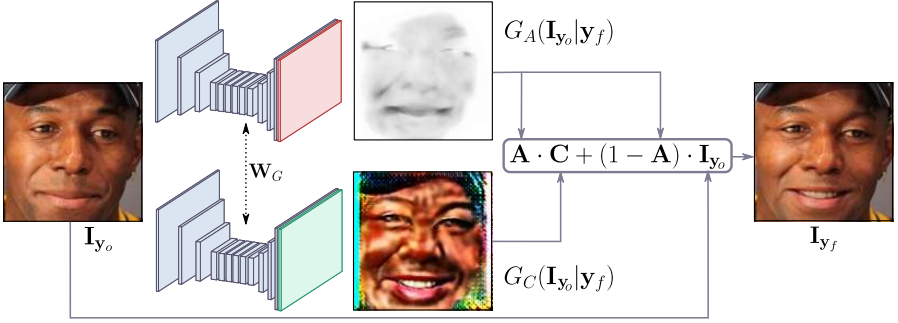 G_A(I_{y_o}|y_f)
A · C + (1 − A) · I_{y_o}
W_G
I_{y_o}
I_{y_f}
G_C(I_{y_o}|y_f)